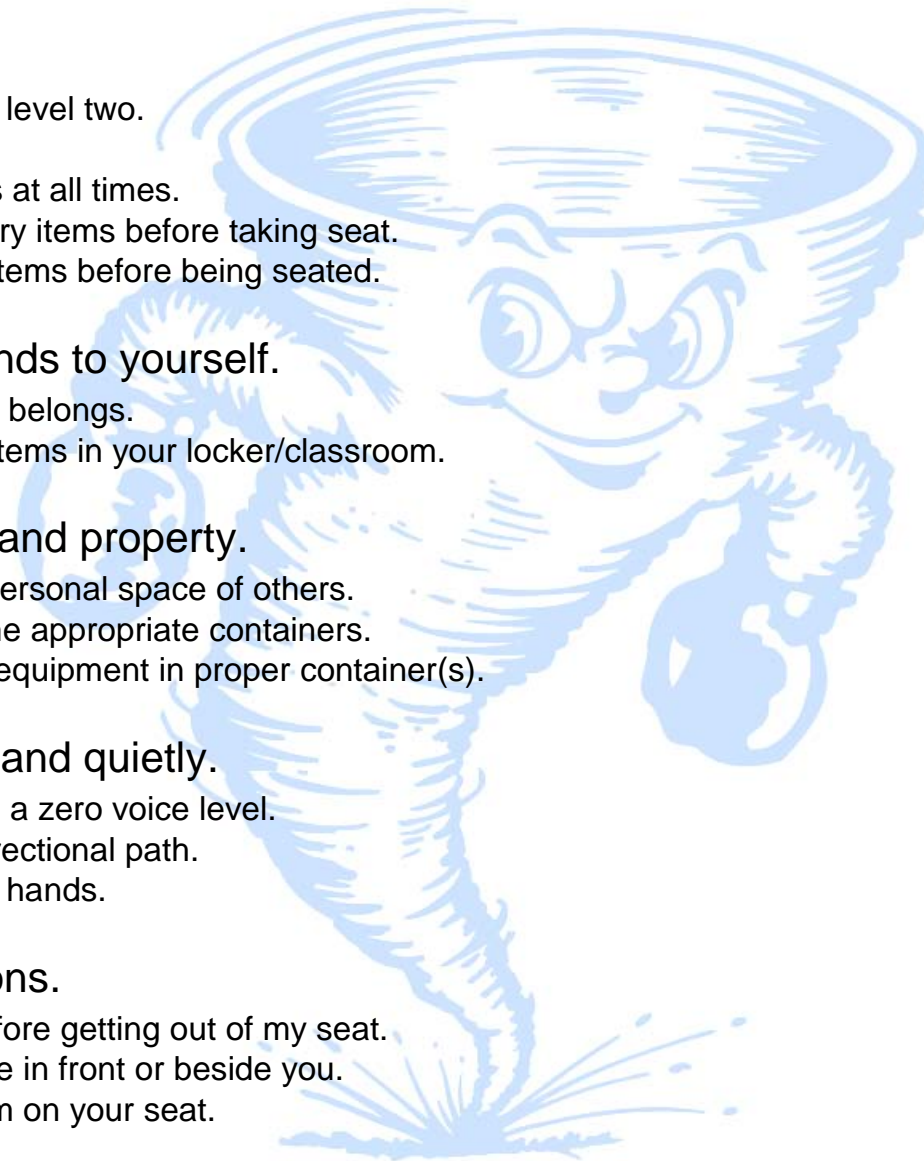 level two.
s at all times.
ry items before taking seat.
tems before being seated.
nds to yourself.
belongs.
tems in your locker/classroom.
and property.
ersonal space of others.
ne appropriate containers.
equipment in proper container(s).
and quietly.
a zero voice level.
rectional path.
hands.
ons.
fore getting out of my seat.
e in front or beside you.
m on your seat.